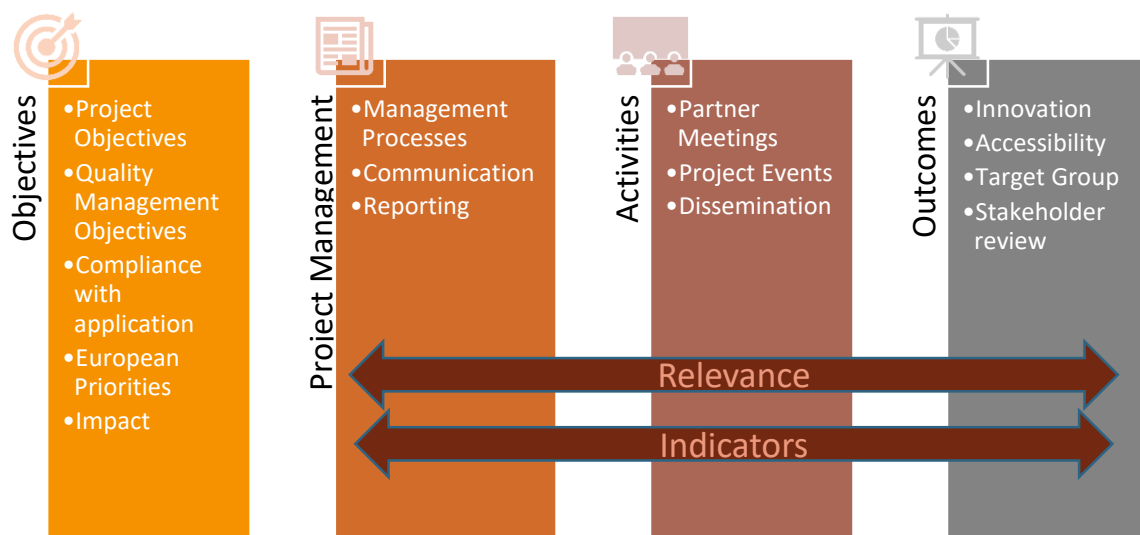 Objectives
•Project
Objectives
•Quality
Management
Objectives
•Compliance
with
application
•European
Priorities
•Impact
Project Management
•Management
Processes
•Communication
•Reporting
Activities
•Partner
Meetings
•Project Events
•Dissemination
Outcomes
•Innovation
•Accessibility
•Target Group
•Stakeholder
review
Relevance
Indicators